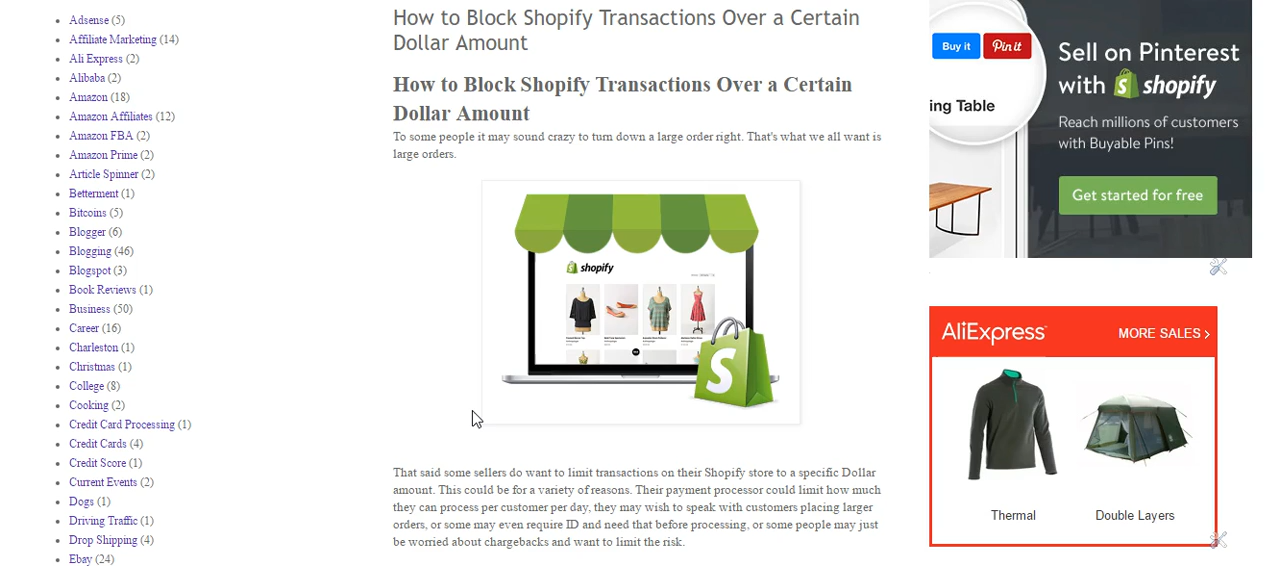 Adsense (5)
Affiliate Marketing (14)
Ali Express (2)
Alibaba (2)
Amazon (18)
Amazon Affiliates (12)
Amazon FBA (2)
Amazon Prime (2)
Article Spinner (2)
Betterment (1)
Bitcoins (5)
Blogger (6)
Blogging (46)
Blogspot (3)
Book Reviews (1)
Business (50)
Career (16)
Charleston (1)
Christmas (1)
College (8)
Cooking (2)
Credit Card Processing (1)
Credit Cards (4)
Credit Score (1)
Current Events (2)
Dogs (1)
Driving Traffic (1)
Drop Shipping (4)
Ebay (24)
How to Block Shopify Transactions Over a Certain
Dollar Amount
How to Block Shopify Transactions Over a Certain
Dollar Amount
To some people it may sound crazy to turn down a large order right. That's what we all want is
large orders.
shopify
S
That said some sellers do want to limit transactions on their Shopify store to a specific Dollar
amount. This could be for a variety of reasons. Their payment processor could limit how much
they can process per customer per day, they may wish to speak with customers placing larger
orders, or some may even require ID and need that before processing, or some people may just
be worried about chargebacks and want to limit the risk.
Buy it
Pin it
ing Table
Sell on Pinterest
with shopify
Reach millions of customers
with Buyable Pins!
Get started for free
AliExpress
MORE SALES >
Thermal
Double Layers